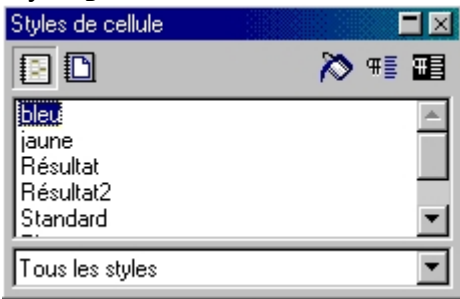 Styles de cellule
bleu
jaune
Résultat
Résultat2
Standard
Tous les styles